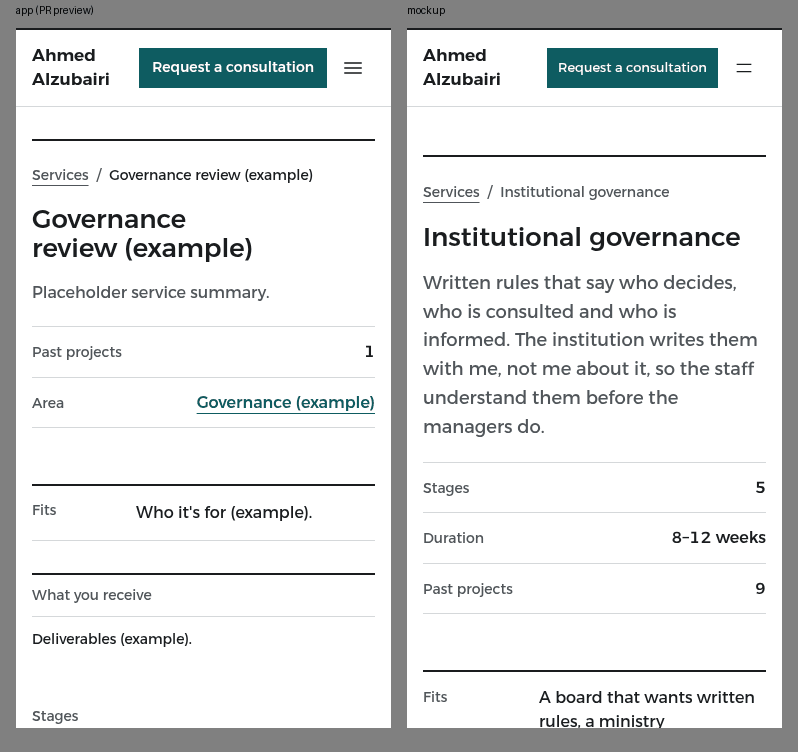 app (PR preview)
Ahmed
Alzubairi
Request a consultation
Services / Governance review (example)
Governance
review (example)
Placeholder service summary.
Past projects 1
Area Governance (example)
Fits Who it's for (example).
What you receive
Deliverables (example).
Stages
mockup
Ahmed
Alzubairi
Request a consultation
Services / Institutional governance
Institutional governance
Written rules that say who decides,
who is consulted and who is
informed. The institution writes them
with me, not me about it, so the staff
understand them before the
managers do.
Stages 5
Duration 8–12 weeks
Past projects 9
Fits A board that wants written
rules, a ministry